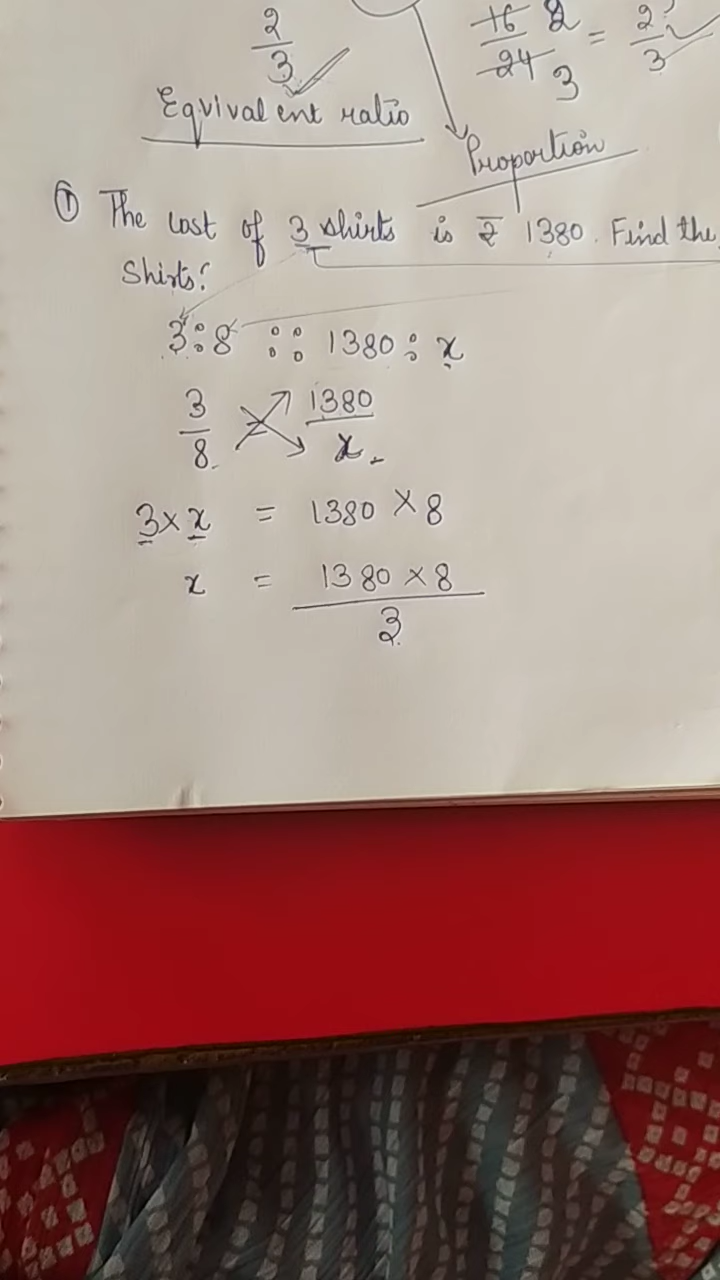 2/3
16/24 2/3 = 2/3
Equivalent ratio
Proportion
① The cost of 3 shirts is ₹ 1380. Find the
Shirts?
3:8 :: 1380 : x
3/8 = 1380/x
3 × x = 1380 × 8
x = 1380 × 8 / 3